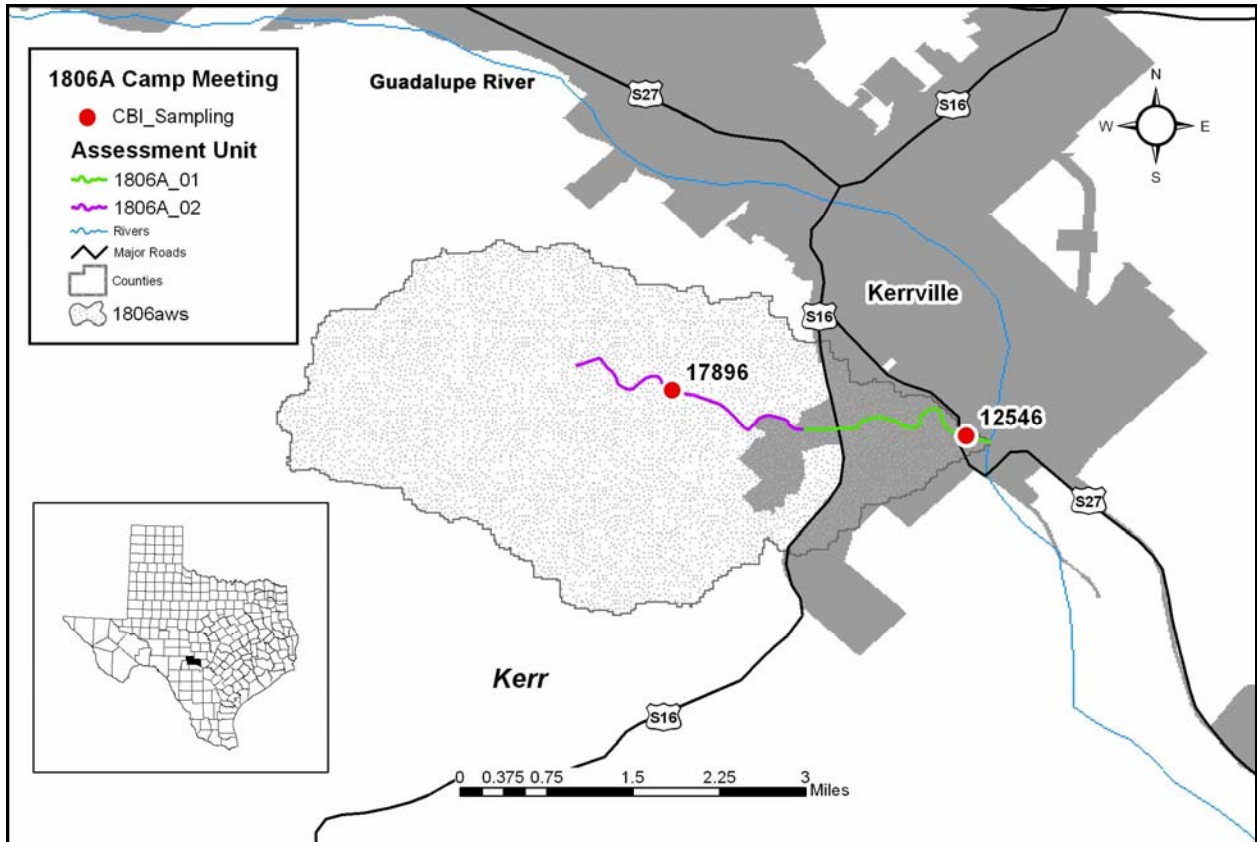 1806A Camp Meeting
CBI_Sampling
Assessment Unit
1806A_01
1806A_02
Rivers
Major Roads
Counties
1806aws
Guadalupe River
S27
S16
N
W E
S
Kerrville
S16
17896
12546
S27
Kerr
S16
0 0.375 0.75 1.5 2.25 3
Miles